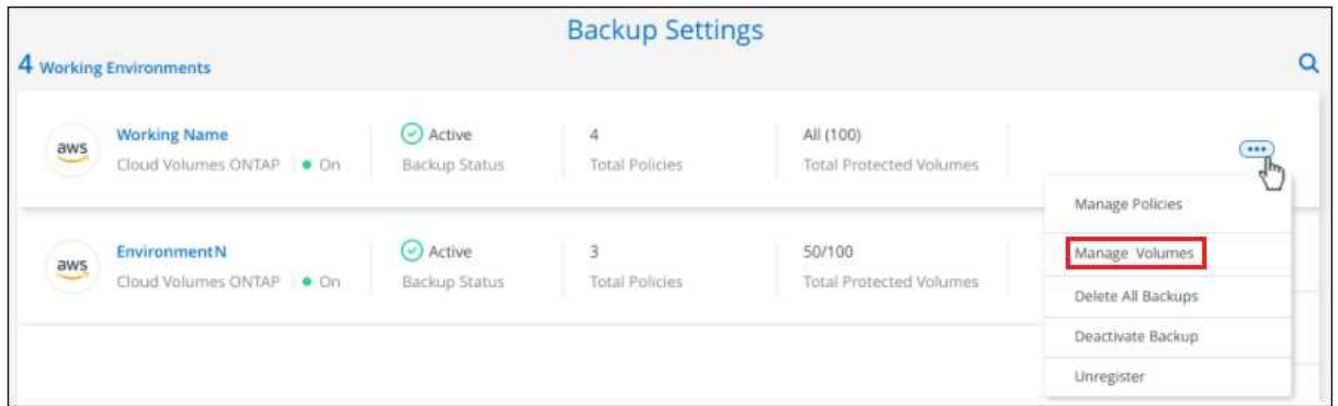 Backup Settings
4 Working Environments
aws
Working Name
Cloud Volumes ONTAP
On
Active
Backup Status
4
Total Policies
All (100)
Total Protected Volumes
Manage Policies
Manage Volumes
Delete All Backups
Deactivate Backup
Unregister
aws
EnvironmentN
Cloud Volumes ONTAP
On
Active
Backup Status
3
Total Policies
50/100
Total Protected Volumes